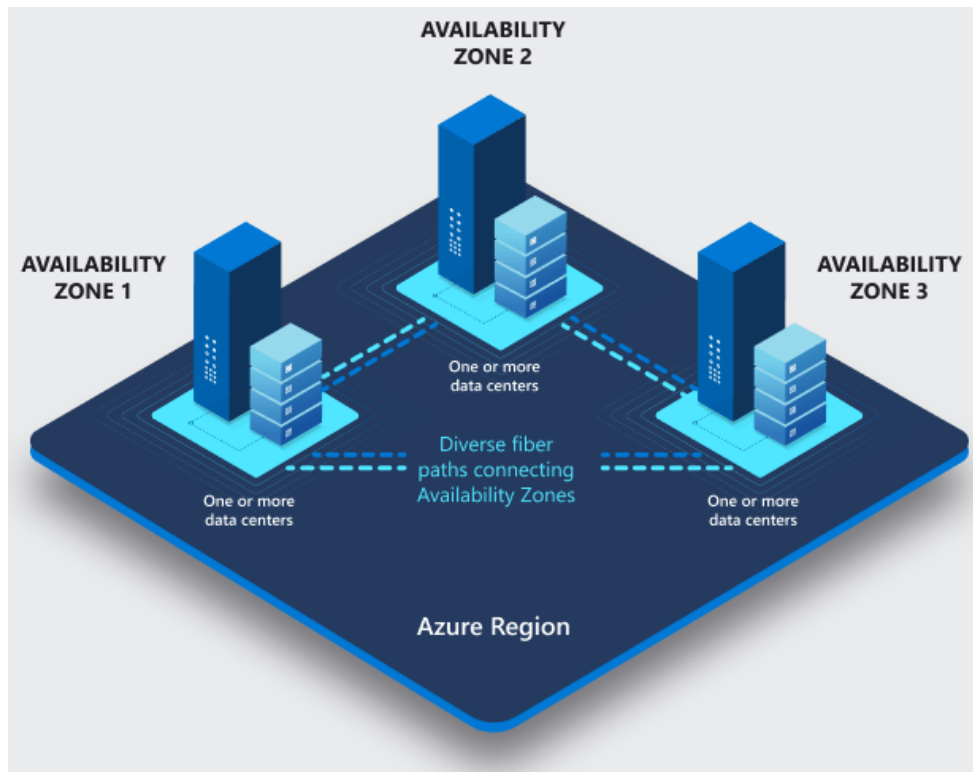 AVAILABILITY
ZONE 2
AVAILABILITY
ZONE 1
AVAILABILITY
ZONE 3
One or more
data centers
Diverse fiber
paths connecting
Availability Zones
One or more
data centers
One or more
data centers
Azure Region